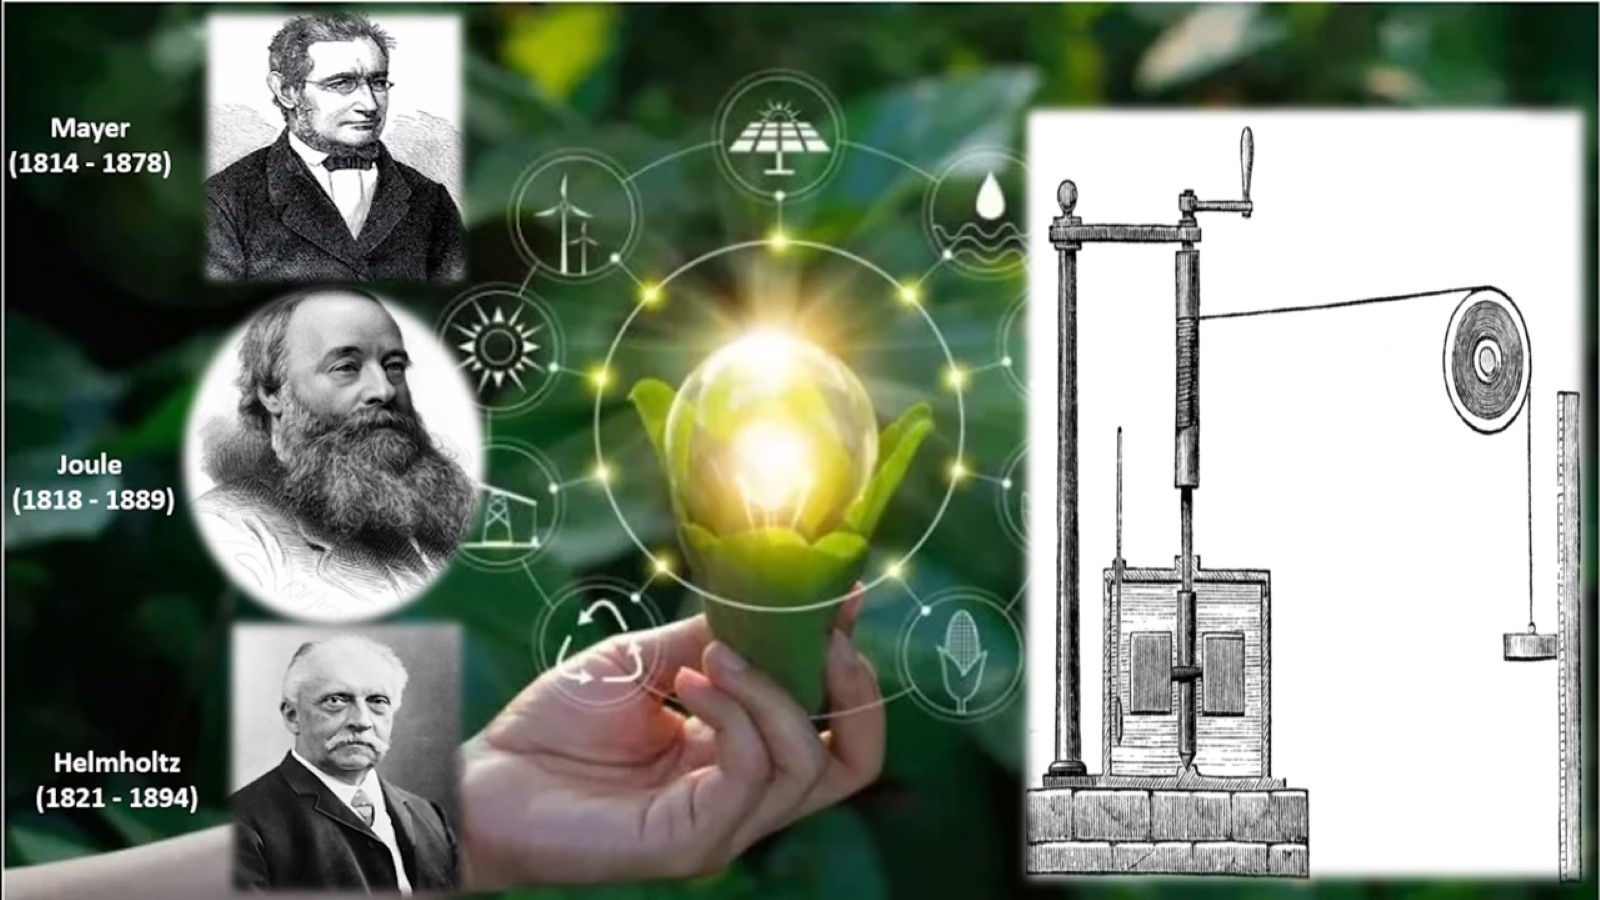 Mayer
(1814 - 1878)
Joule
(1818 - 1889)
Helmholtz
(1821 - 1894)